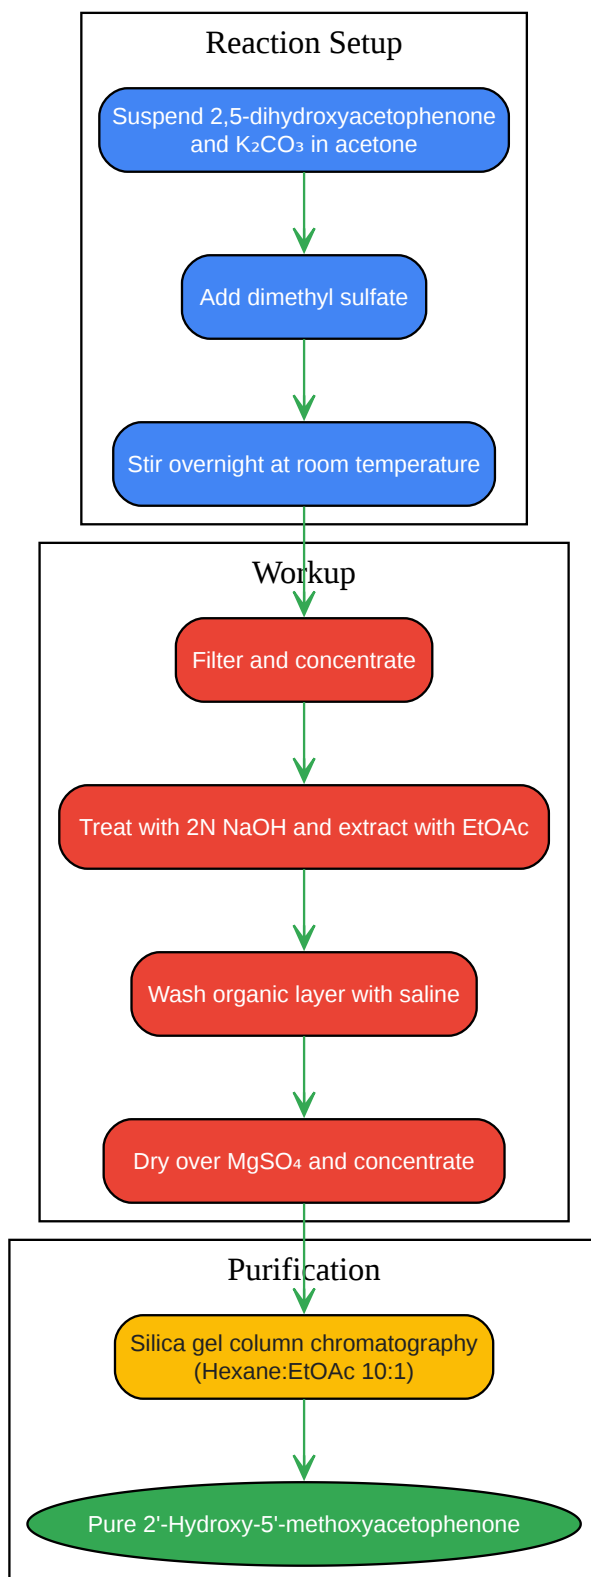 Reaction Setup
Suspend 2,5-dihydroxyacetophenone
and K₂CO₃ in acetone
Add dimethyl sulfate
Stir overnight at room temperature
Workup
Filter and concentrate
Treat with 2N NaOH and extract with EtOAc
Wash organic layer with saline
Dry over MgSO₄ and concentrate
Purification
Silica gel column chromatography
(Hexane:EtOAc 10:1)
Pure 2'-Hydroxy-5'-methoxyacetophenone